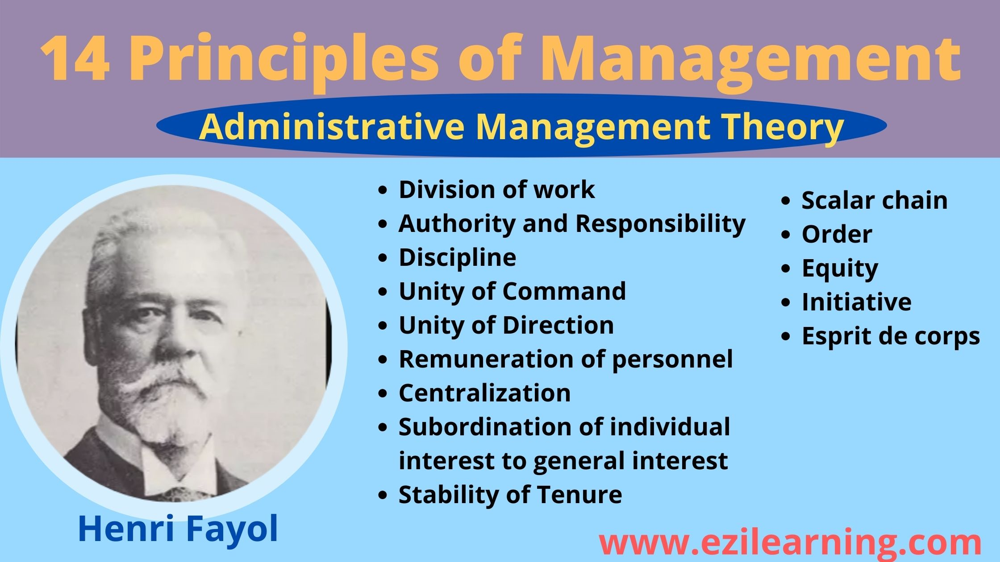 14 Principles of Management
Administrative Management Theory
Division of work
Authority and Responsibility
Discipline
Unity of Command
Unity of Direction
Remuneration of personnel
Centralization
Subordination of individual
interest to general interest
Stability of Tenure
Scalar chain
Order
Equity
Initiative
Esprit de corps
Henri Fayol
www.ezilearning.com